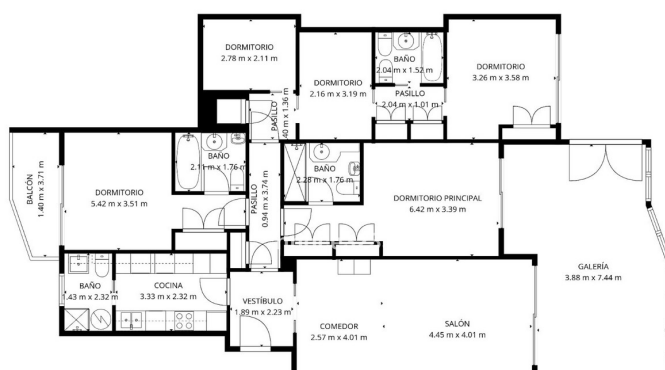 DORMITORIO
2.78 m x 2.11 m
DORMITORIO
2.16 m x 3.19 m
BAÑO
2.04 m x 1.52 m
PASILLO
2.04 m x 1.01 m
DORMITORIO
3.26 m x 3.58 m
PASILLO
.40 m x 1.36 m
BALCÓN
1.40 m x 3.71 m
DORMITORIO
5.42 m x 3.51 m
BAÑO
2.11 m x 1.76 m
PASILLO
0.94 m x 3.74 m
BAÑO
2.28 m x 1.76 m
DORMITORIO PRINCIPAL
6.42 m x 3.39 m
GALERÍA
3.88 m x 7.44 m
BAÑO
1.43 m x 2.32 m
COCINA
3.33 m x 2.32 m
VESTÍBULO
1.89 m x 2.23 m
COMEDOR
2.57 m x 4.01 m
SALÓN
4.45 m x 4.01 m